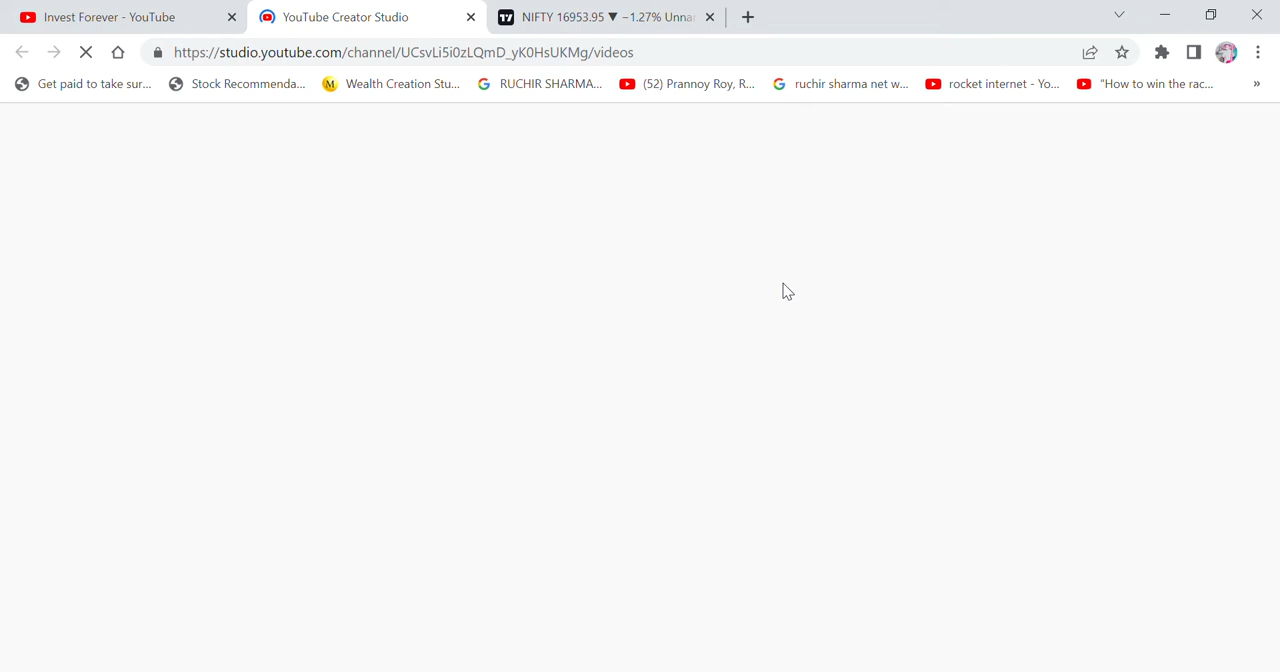 Invest Forever - YouTube
YouTube Creator Studio
NIFTY 16953.95 ▼ −1.27% Unna
https://studio.youtube.com/channel/UCsvLi5i0zLQmD_yK0HsUKMg/videos
Get paid to take sur...
Stock Recommenda...
M
Wealth Creation Stu...
RUCHIR SHARMA...
(52) Prannoy Roy, R...
ruchir sharma net w...
rocket internet - Yo...
"How to win the rac...
»